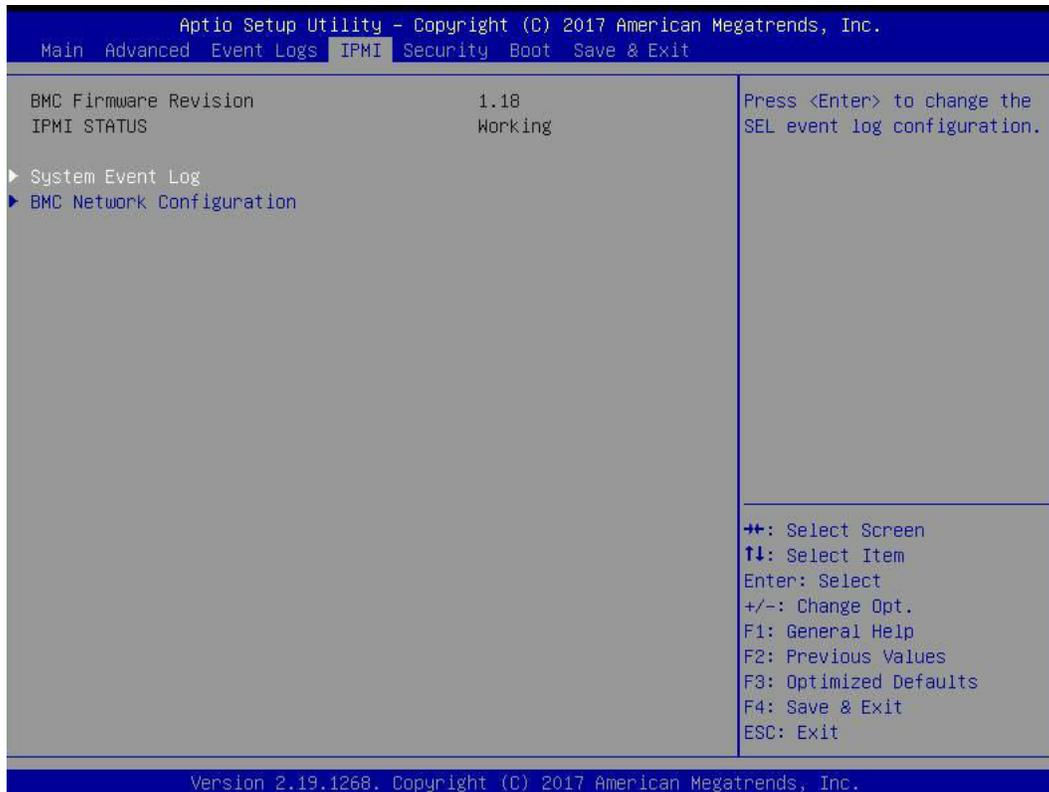 Aptio Setup Utility – Copyright (C) 2017 American Megatrends, Inc.
Main Advanced Event Logs IPMI Security Boot Save & Exit
BMC Firmware Revision 1.18
IPMI STATUS Working
▶ System Event Log
▶ BMC Network Configuration
Press <Enter> to change the
SEL event log configuration.
→←: Select Screen
↑↓: Select Item
Enter: Select
+/-: Change Opt.
F1: General Help
F2: Previous Values
F3: Optimized Defaults
F4: Save & Exit
ESC: Exit
Version 2.19.1268. Copyright (C) 2017 American Megatrends, Inc.